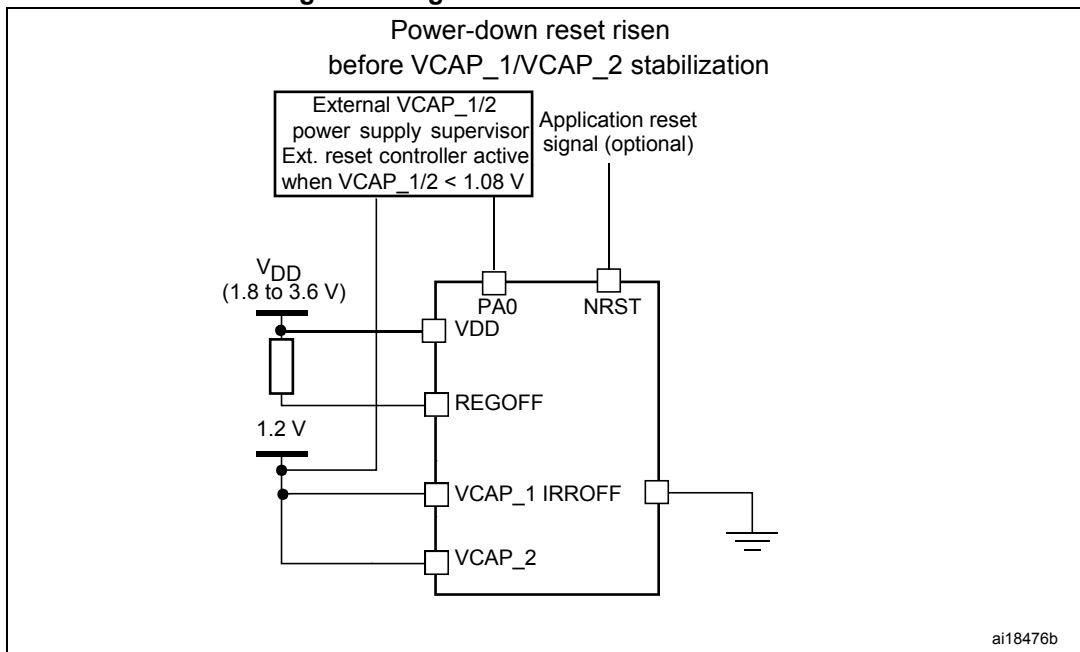 Power-down reset risen
before VCAP_1/VCAP_2 stabilization
External VCAP_1/2
power supply supervisor
Ext. reset controller active
when VCAP_1/2 < 1.08 V
Application reset
signal (optional)
VDD
(1.8 to 3.6 V)
PA0
NRST
VDD
REGOFF
1.2 V
VCAP_1 IRROFF
VCAP_2
ai18476b